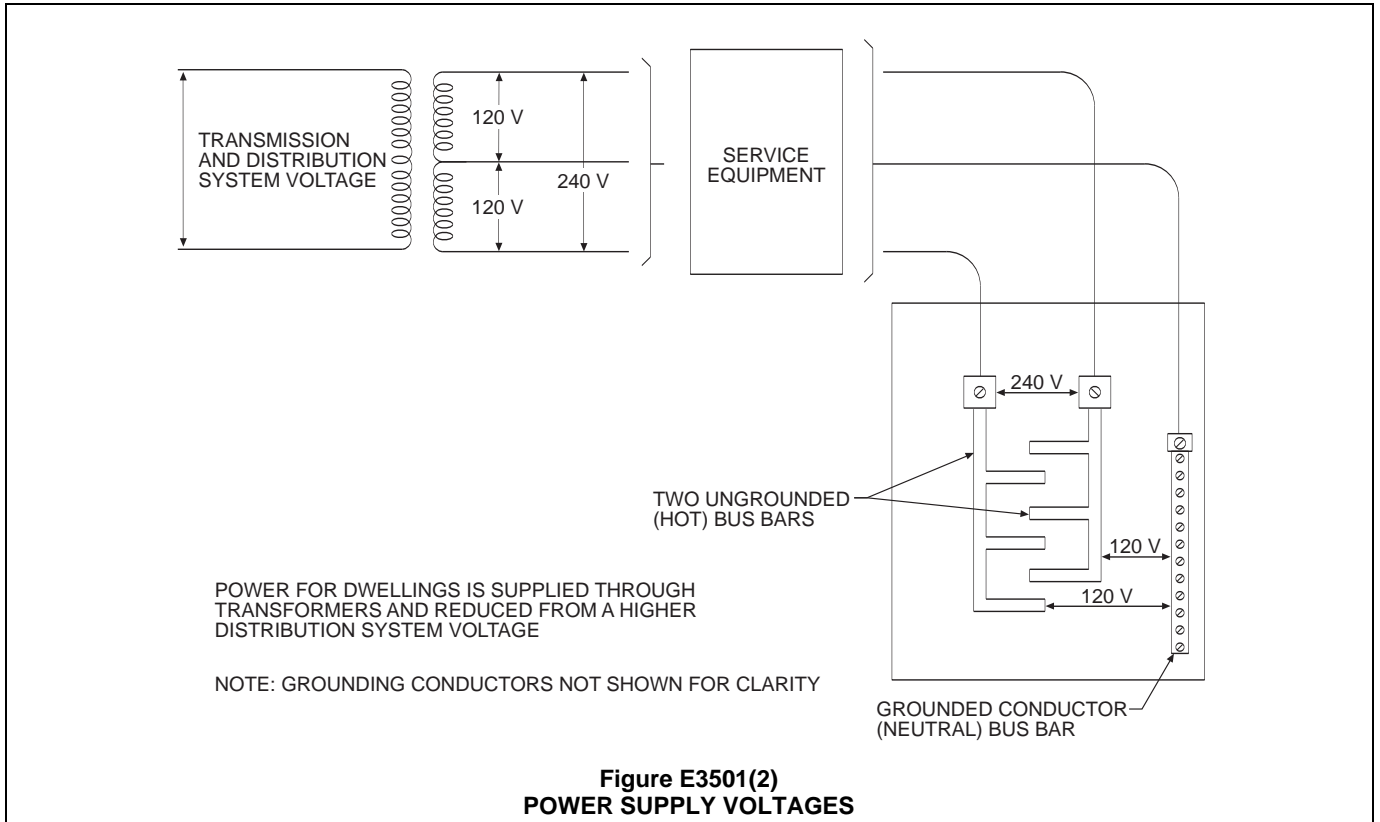 TRANSMISSION
AND DISTRIBUTION
SYSTEM VOLTAGE
120 V
240 V
120 V
SERVICE
EQUIPMENT
240 V
TWO UNGROUNDED
(HOT) BUS BARS
120 V
120 V
POWER FOR DWELLINGS IS SUPPLIED THROUGH
TRANSFORMERS AND REDUCED FROM A HIGHER
DISTRIBUTION SYSTEM VOLTAGE
NOTE: GROUNDING CONDUCTORS NOT SHOWN FOR CLARITY
GROUNDED CONDUCTOR
(NEUTRAL) BUS BAR
Figure E3501(2)
POWER SUPPLY VOLTAGES